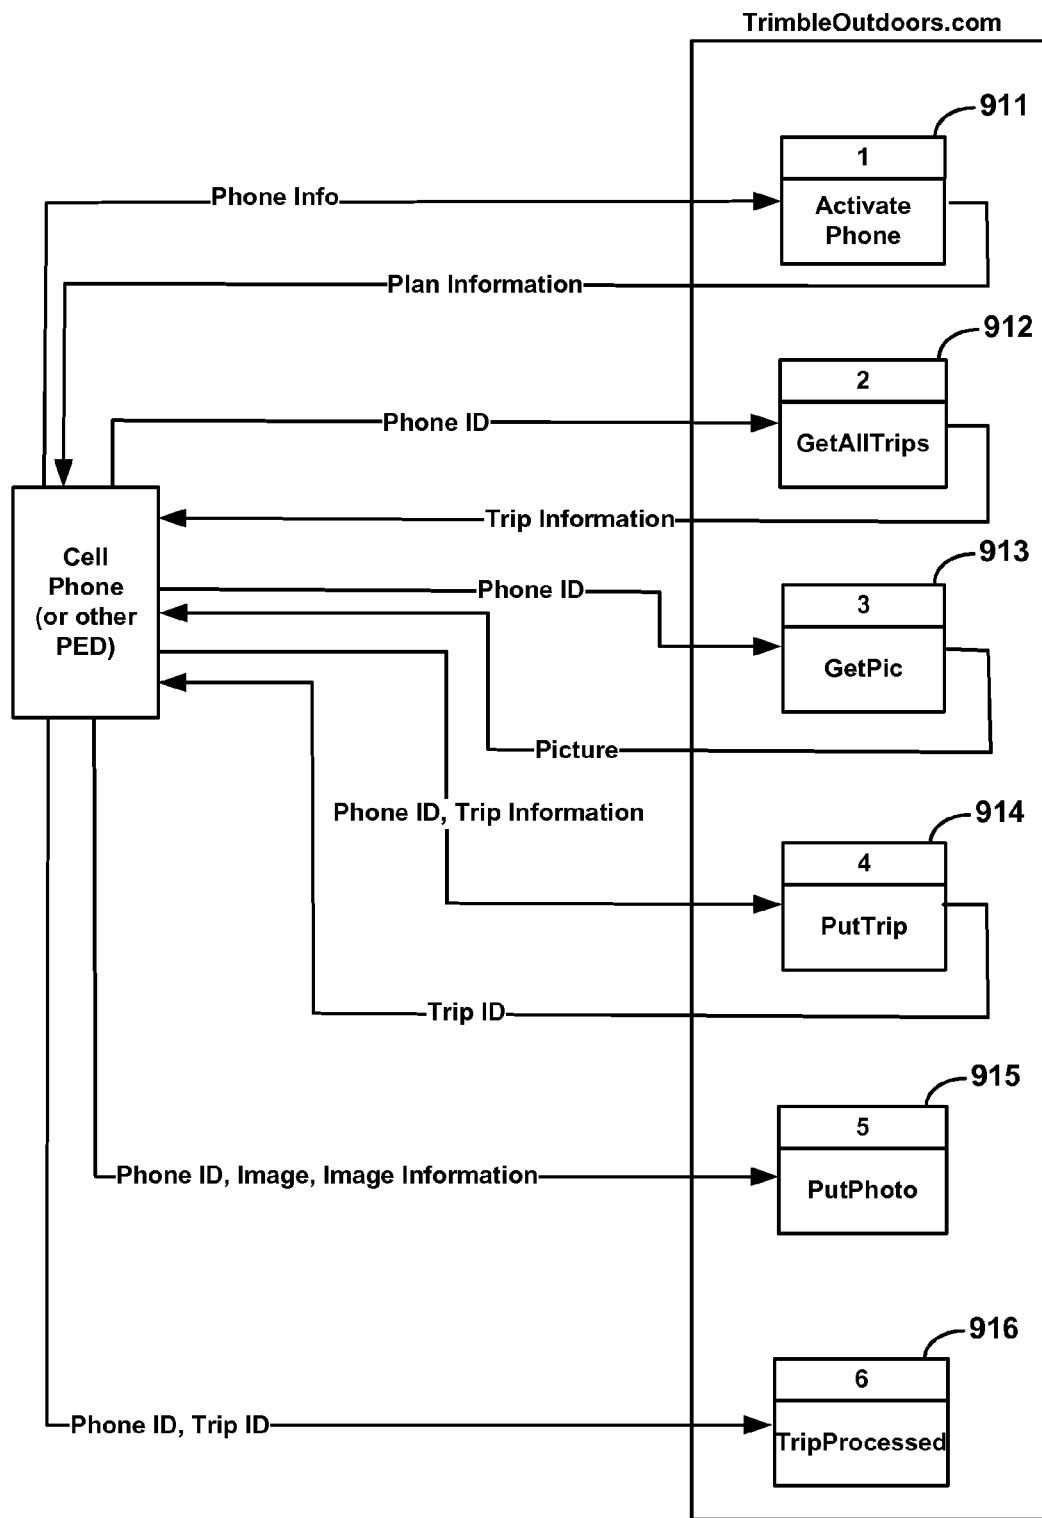 TrimbleOutdoors.com
911
1
Activate
Phone
Phone Info
Plan Information
912
2
GetAllTrips
Phone ID
Trip Information
Cell
Phone
(or other
PED)
913
3
GetPic
Phone ID
Picture
Phone ID, Trip Information
914
4
PutTrip
Trip ID
915
5
PutPhoto
Phone ID, Image, Image Information
916
6
TripProcessed
Phone ID, Trip ID